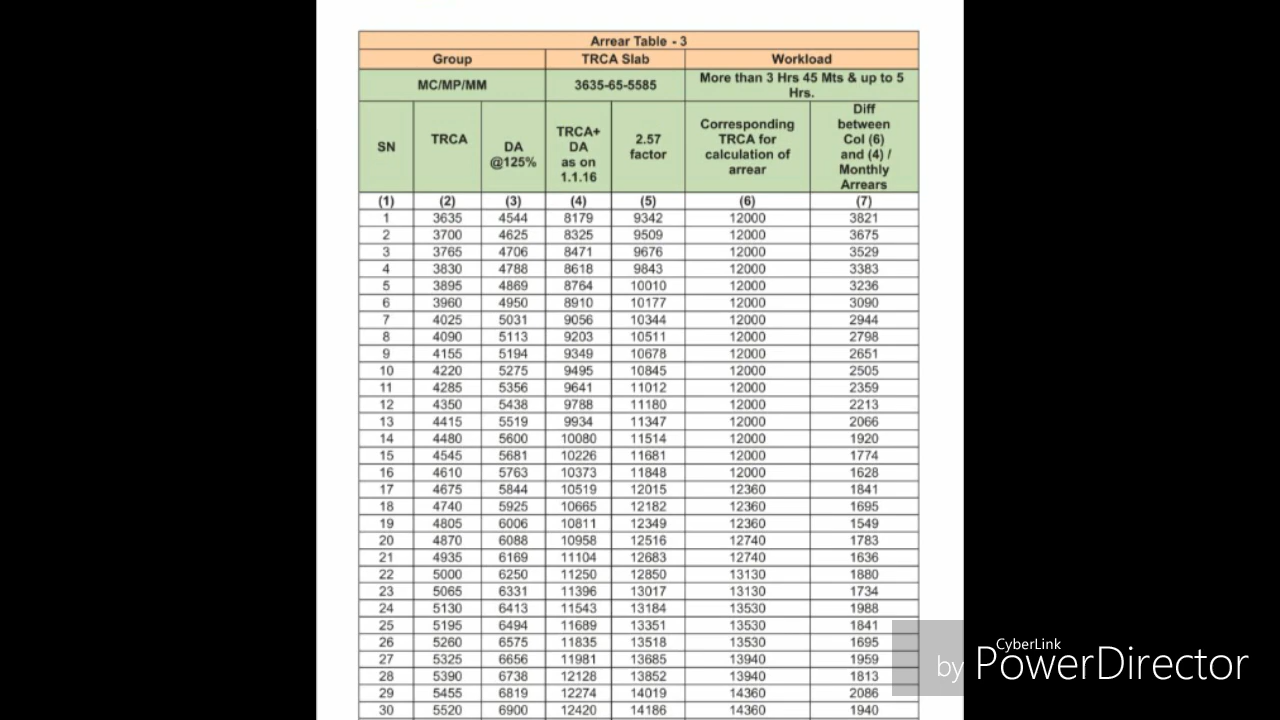 Arrear Table - 3
Group TRCA Slab Workload
MC/MP/MM 3635-65-5585 More than 3 Hrs 45 Mts & up to 5 Hrs.
SN TRCA DA @125% TRCA+ DA as on 1.1.16 2.57 factor Corresponding TRCA for calculation of arrear Diff between Col (6) and (4) / Monthly Arrears
(1) (2) (3) (4) (5) (6) (7)
1 3635 4544 8179 9342 12000 3821
2 3700 4625 8325 9509 12000 3675
3 3765 4706 8471 9676 12000 3529
4 3830 4788 8618 9843 12000 3383
5 3895 4869 8764 10010 12000 3236
6 3960 4950 8910 10177 12000 3090
7 4025 5031 9056 10344 12000 2944
8 4090 5113 9203 10511 12000 2798
9 4155 5194 9349 10678 12000 2651
10 4220 5275 9495 10845 12000 2505
11 4285 5356 9641 11012 12000 2359
12 4350 5438 9788 11180 12000 2213
13 4415 5519 9934 11347 12000 2066
14 4480 5600 10080 11514 12000 1920
15 4545 5681 10226 11681 12000 1774
16 4610 5763 10373 11848 12000 1628
17 4675 5844 10519 12015 12360 1841
18 4740 5925 10665 12182 12360 1695
19 4805 6006 10811 12349 12360 1549
20 4870 6088 10958 12516 12740 1783
21 4935 6169 11104 12683 12740 1636
22 5000 6250 11250 12850 13130 1880
23 5065 6331 11396 13017 13130 1734
24 5130 6413 11543 13184 13530 1988
25 5195 6494 11689 13351 13530 1841
26 5260 6575 11835 13518 13530 1695
27 5325 6656 11981 13685 13940 1959
28 5390 6738 12128 13852 13940 1813
29 5455 6819 12274 14019 14360 2086
30 5520 6900 12420 14186 14360 1940
CyberLink
by PowerDirector